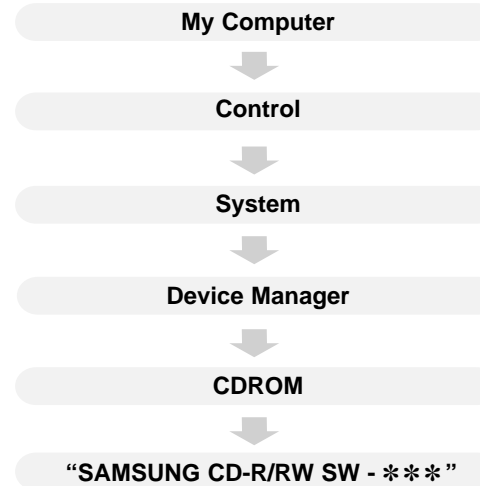 My Computer
Control
System
Device Manager
CDROM
“SAMSUNG CD-R/RW SW - ***”